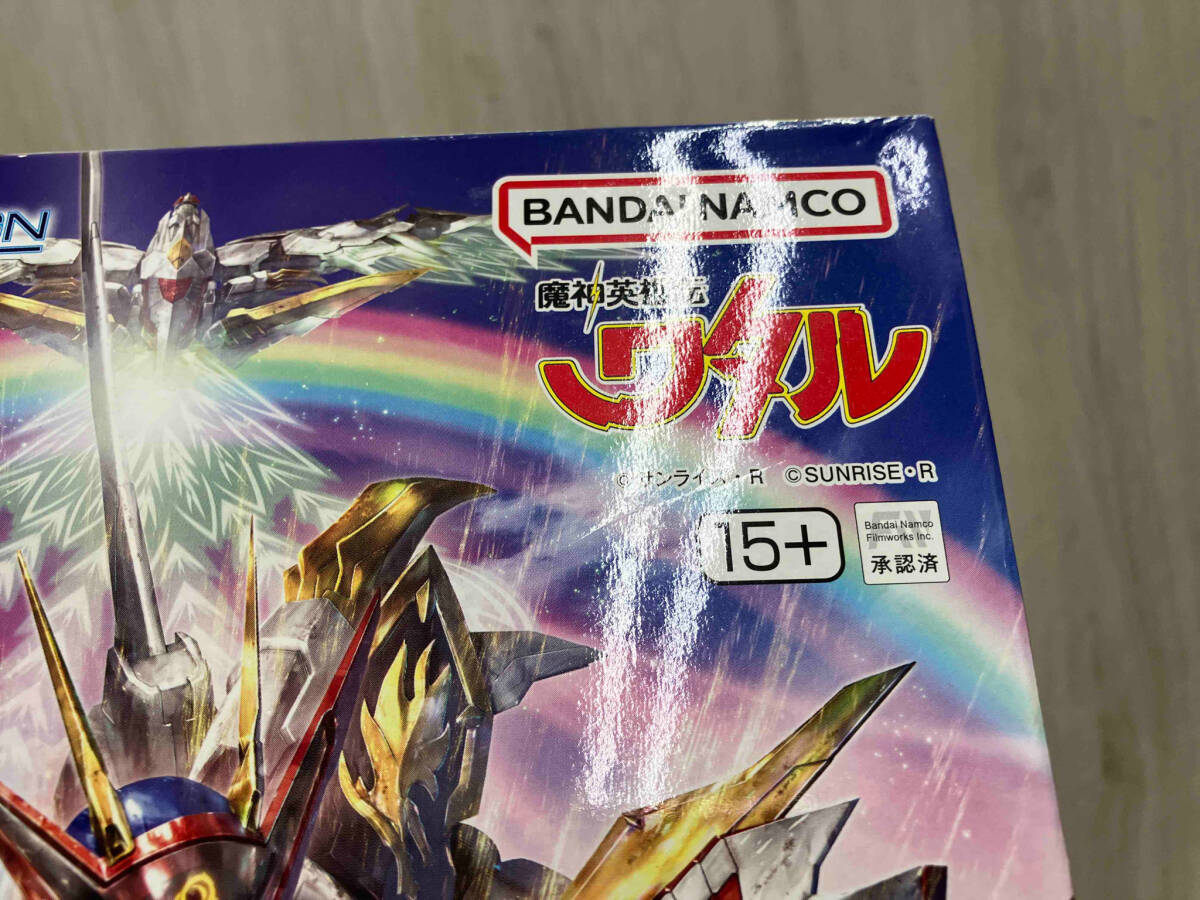 BANDAI NAMCO
魔神英雄伝
ワタル
©サンライズ・R ©SUNRISE・R
15+
Bandai Namco
Filmworks Inc.
承認済